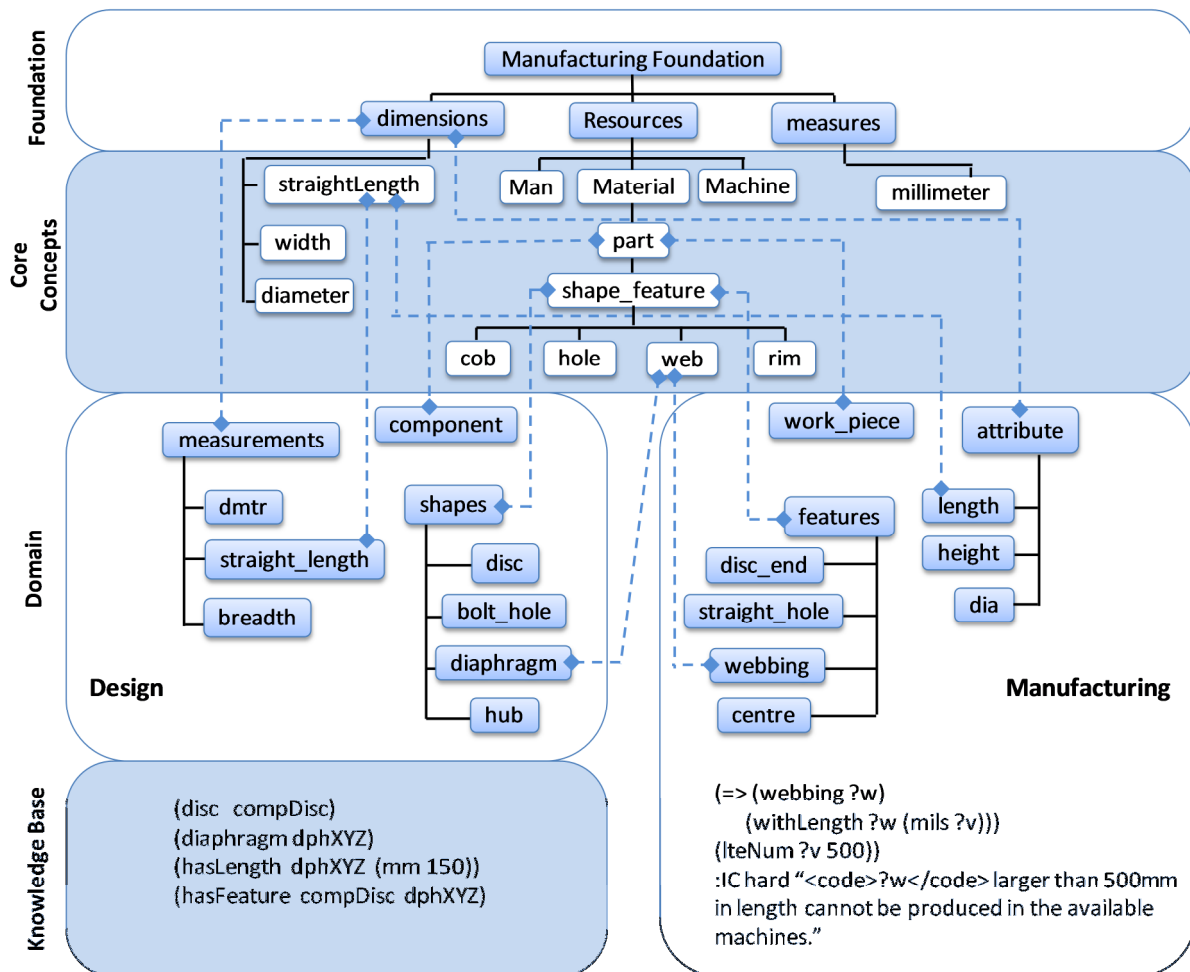 Foundation
Manufacturing Foundation
dimensions
Resources
measures
Core
Concepts
straightLength
width
diameter
Man
Material
Machine
millimeter
part
shape_feature
cob
hole
web
rim
Domain
measurements
dmtr
straight_length
breadth
component
shapes
disc
bolt_hole
diaphragm
hub
Design
work_piece
attribute
features
disc_end
straight_hole
webbing
centre
length
height
dia
Manufacturing
Knowledge Base
(disc compDisc)
(diaphragm dphXYZ)
(hasLength dphXYZ (mm 150))
(hasFeature compDisc dphXYZ)
(=> (webbing ?w)
(withLength ?w (mils ?v)))
(lteNum ?v 500))
:IC hard “<code>?w</code> larger than 500mm
in length cannot be produced in the available
machines.”